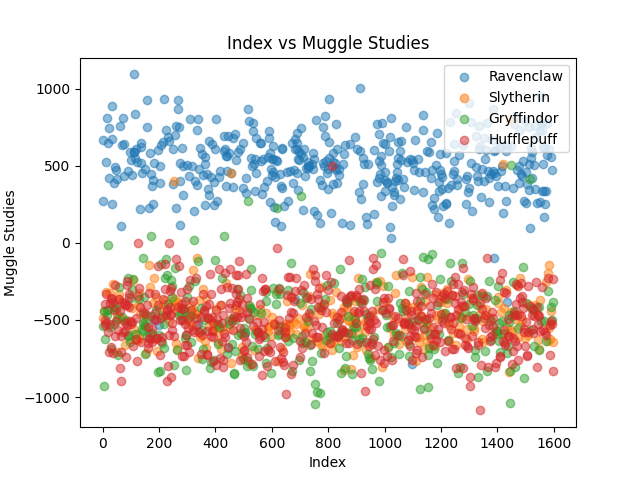 Index vs Muggle Studies
Ravenclaw
Slytherin
Gryffindor
Hufflepuff
1000
500
0
−500
−1000
Muggle Studies
0 200 400 600 800 1000 1200 1400 1600
Index